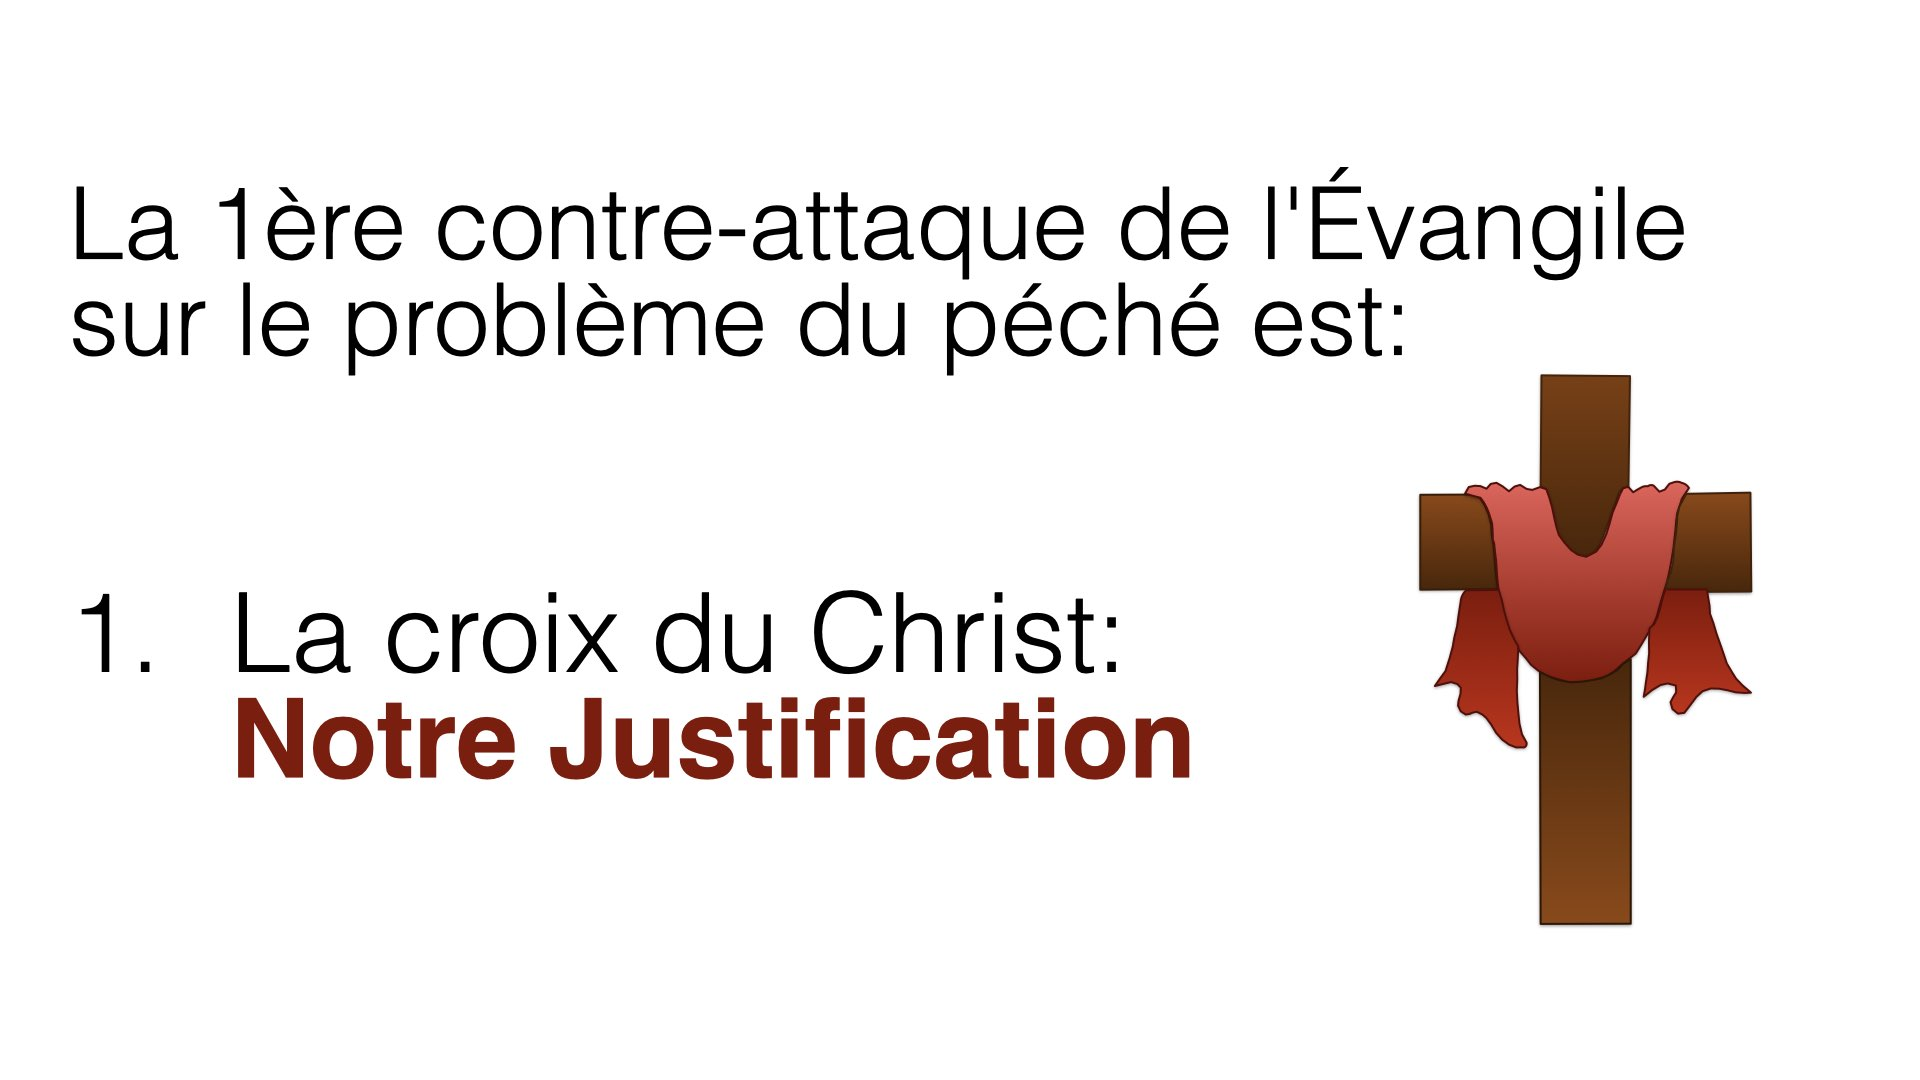 La 1ère contre-attaque de l'Évangile
sur le problème du péché est:
1. La croix du Christ:
Notre Justification